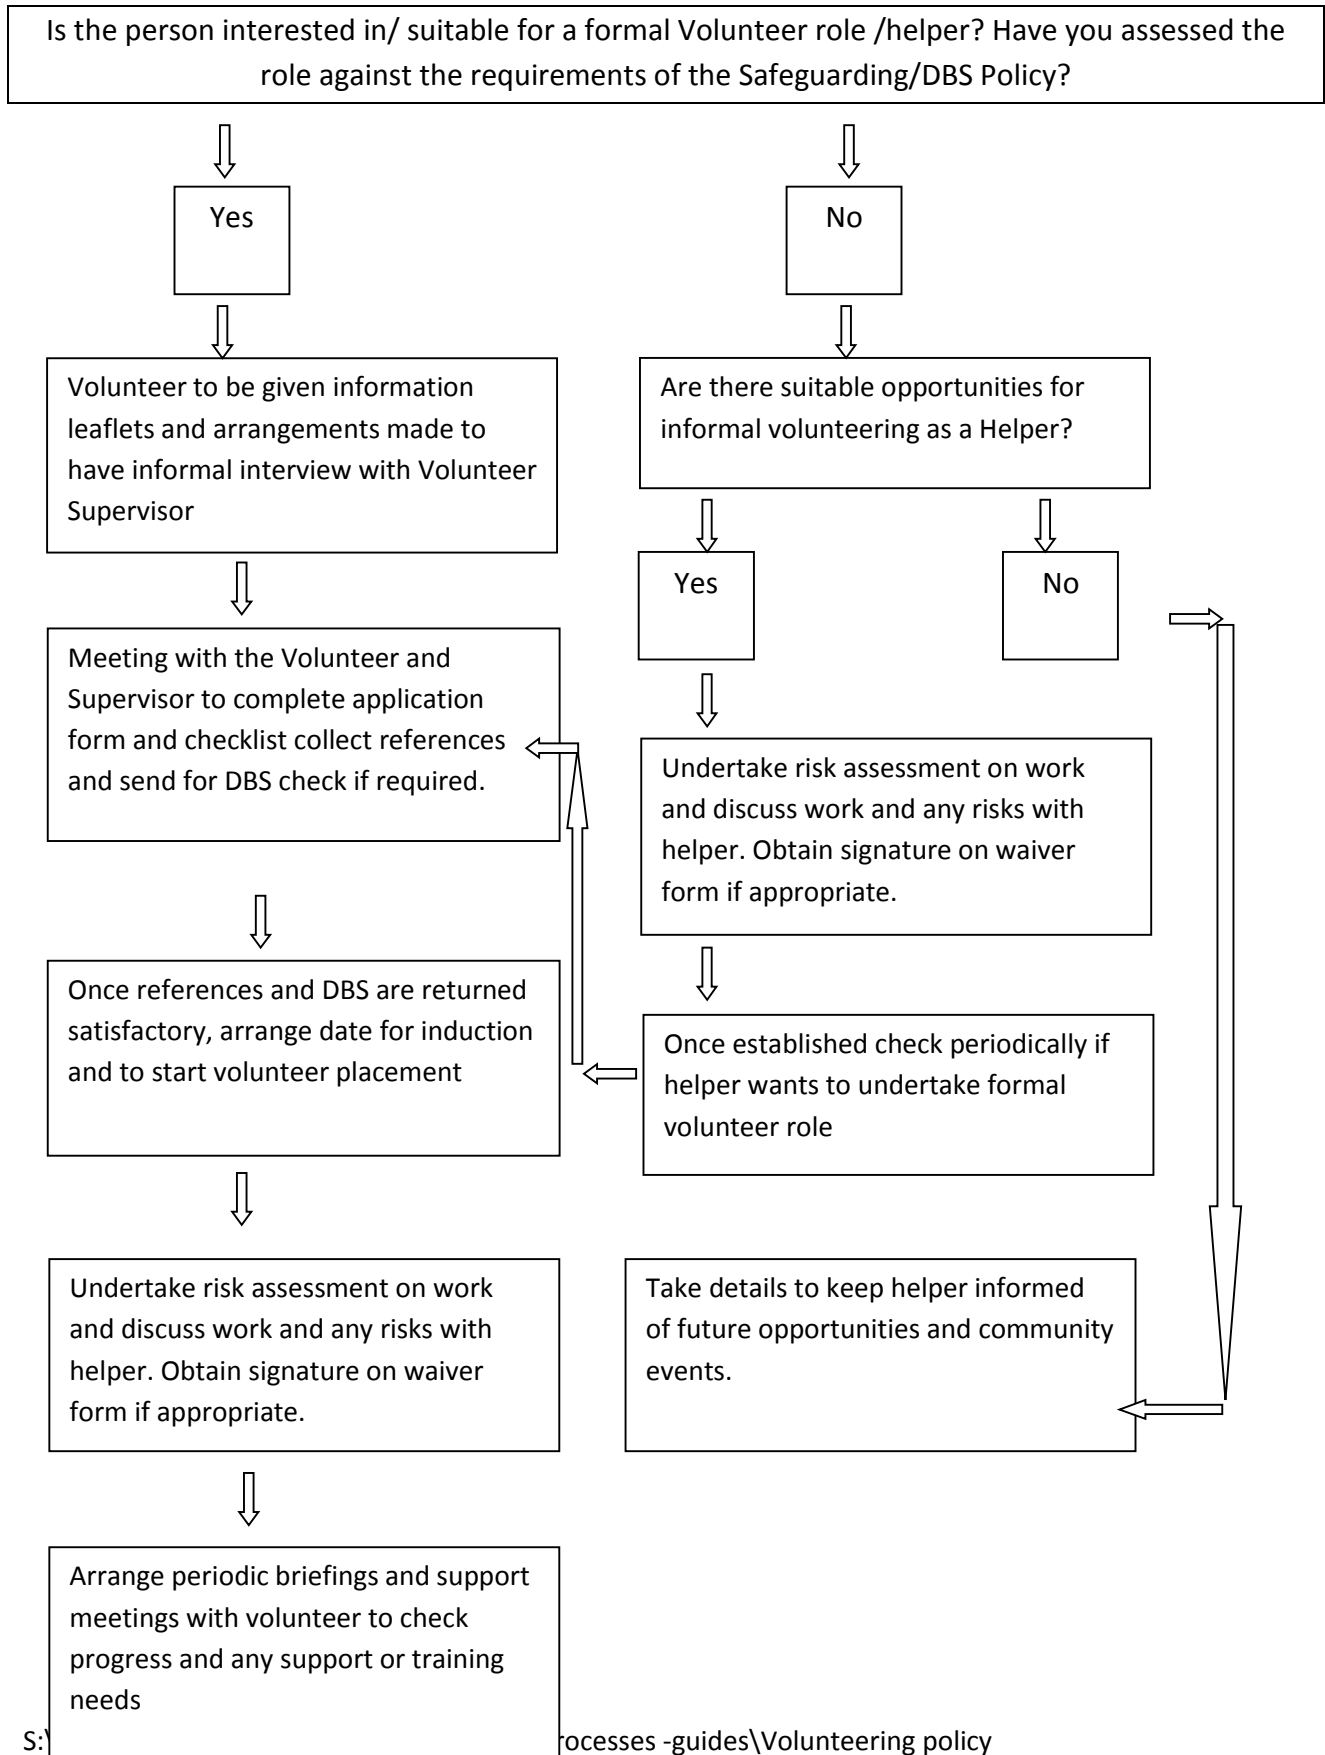 Is the person interested in/ suitable for a formal Volunteer role /helper? Have you assessed the
role against the requirements of the Safeguarding/DBS Policy?
Yes
No
Volunteer to be given information
leaflets and arrangements made to
have informal interview with Volunteer
Supervisor
Are there suitable opportunities for
informal volunteering as a Helper?
Yes
No
Meeting with the Volunteer and
Supervisor to complete application
form and checklist collect references
and send for DBS check if required.
Undertake risk assessment on work
and discuss work and any risks with
helper. Obtain signature on waiver
form if appropriate.
Once references and DBS are returned
satisfactory, arrange date for induction
and to start volunteer placement
Once established check periodically if
helper wants to undertake formal
volunteer role
Undertake risk assessment on work
and discuss work and any risks with
helper. Obtain signature on waiver
form if appropriate.
Take details to keep helper informed
of future opportunities and community
events.
Arrange periodic briefings and support
meetings with volunteer to check
progress and any support or training
needs
S:\ rocesses -guides\Volunteering policy